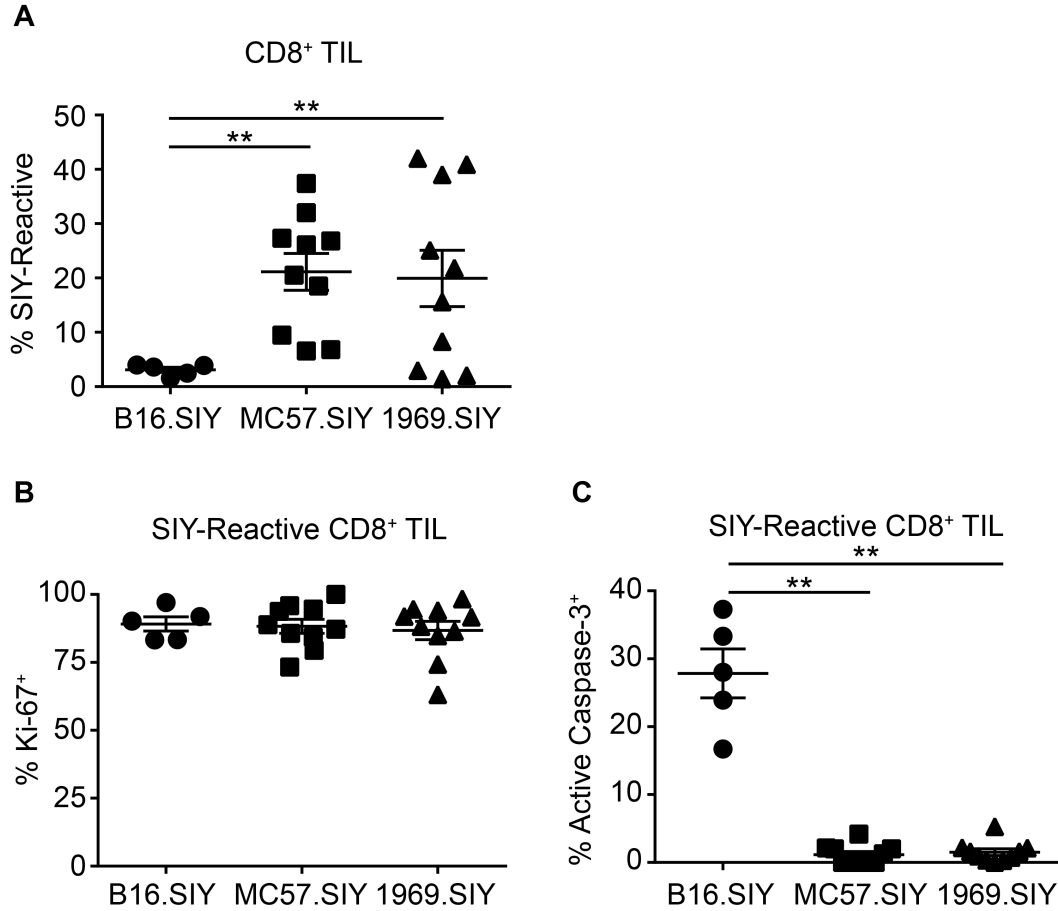 A
CD8⁺ TIL
% SIY-Reactive
50
40
30
20
10
0
**
**
B16.SIY MC57.SIY 1969.SIY
B
SIY-Reactive CD8⁺ TIL
% Ki-67⁺
100
75
50
25
0
B16.SIY MC57.SIY 1969.SIY
C
SIY-Reactive CD8⁺ TIL
% Active Caspase-3⁺
40
30
20
10
0
**
**
B16.SIY MC57.SIY 1969.SIY